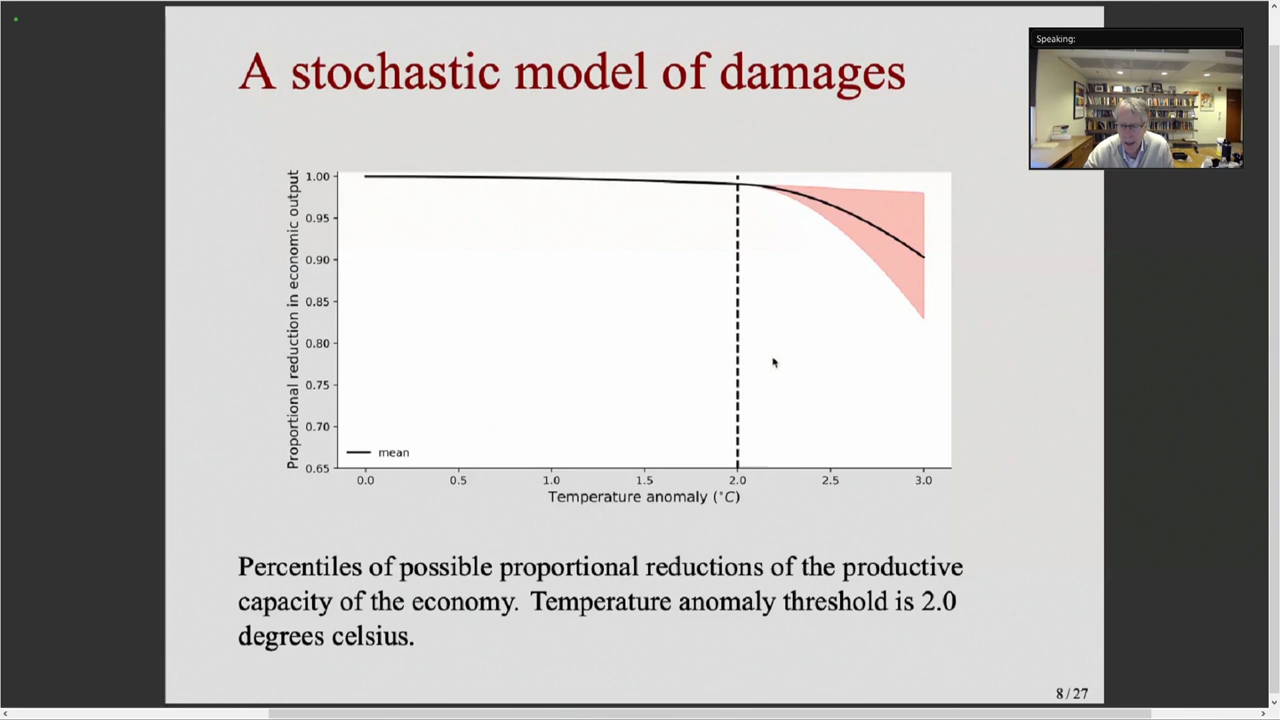 A stochastic model of damages
Speaking:
Proportional reduction in economic output
1.00
0.95
0.90
0.85
0.80
0.75
0.70
0.65
mean
0.0 0.5 1.0 1.5 2.0 2.5 3.0
Temperature anomaly (°C)
Percentiles of possible proportional reductions of the productive
capacity of the economy. Temperature anomaly threshold is 2.0
degrees celsius.
8/27